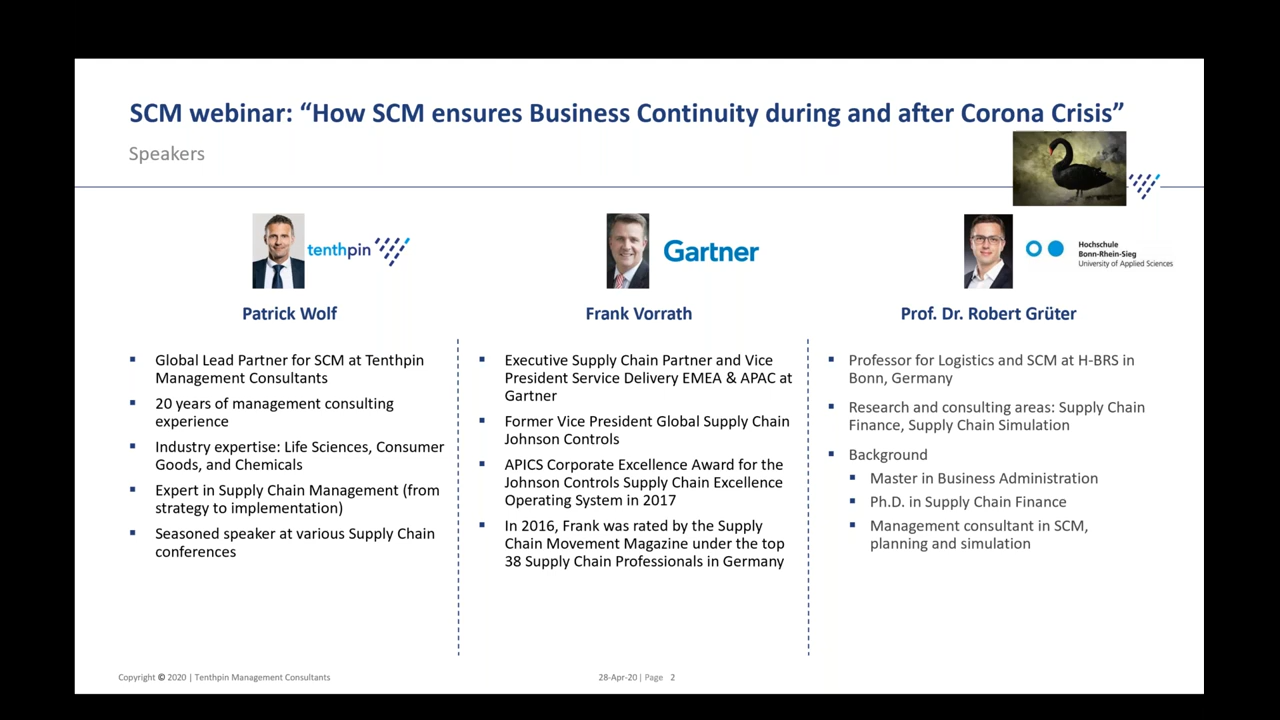 SCM webinar: “How SCM ensures Business Continuity during and after Corona Crisis”
Speakers
tenthpin
Gartner
Hochschule
Bonn-Rhein-Sieg
University of Applied Sciences
Patrick Wolf
Frank Vorrath
Prof. Dr. Robert Grüter
Global Lead Partner for SCM at Tenthpin
Management Consultants
20 years of management consulting
experience
Industry expertise: Life Sciences, Consumer
Goods, and Chemicals
Expert in Supply Chain Management (from
strategy to implementation)
Seasoned speaker at various Supply Chain
conferences
Executive Supply Chain Partner and Vice
President Service Delivery EMEA & APAC at
Gartner
Former Vice President Global Supply Chain
Johnson Controls
APICS Corporate Excellence Award for the
Johnson Controls Supply Chain Excellence
Operating System in 2017
In 2016, Frank was rated by the Supply
Chain Movement Magazine under the top
38 Supply Chain Professionals in Germany
Professor for Logistics and SCM at H-BRS in
Bonn, Germany
Research and consulting areas: Supply Chain
Finance, Supply Chain Simulation
Background
Master in Business Administration
Ph.D. in Supply Chain Finance
Management consultant in SCM,
planning and simulation
Copyright © 2020 | Tenthpin Management Consultants
28-Apr-20 | Page 2